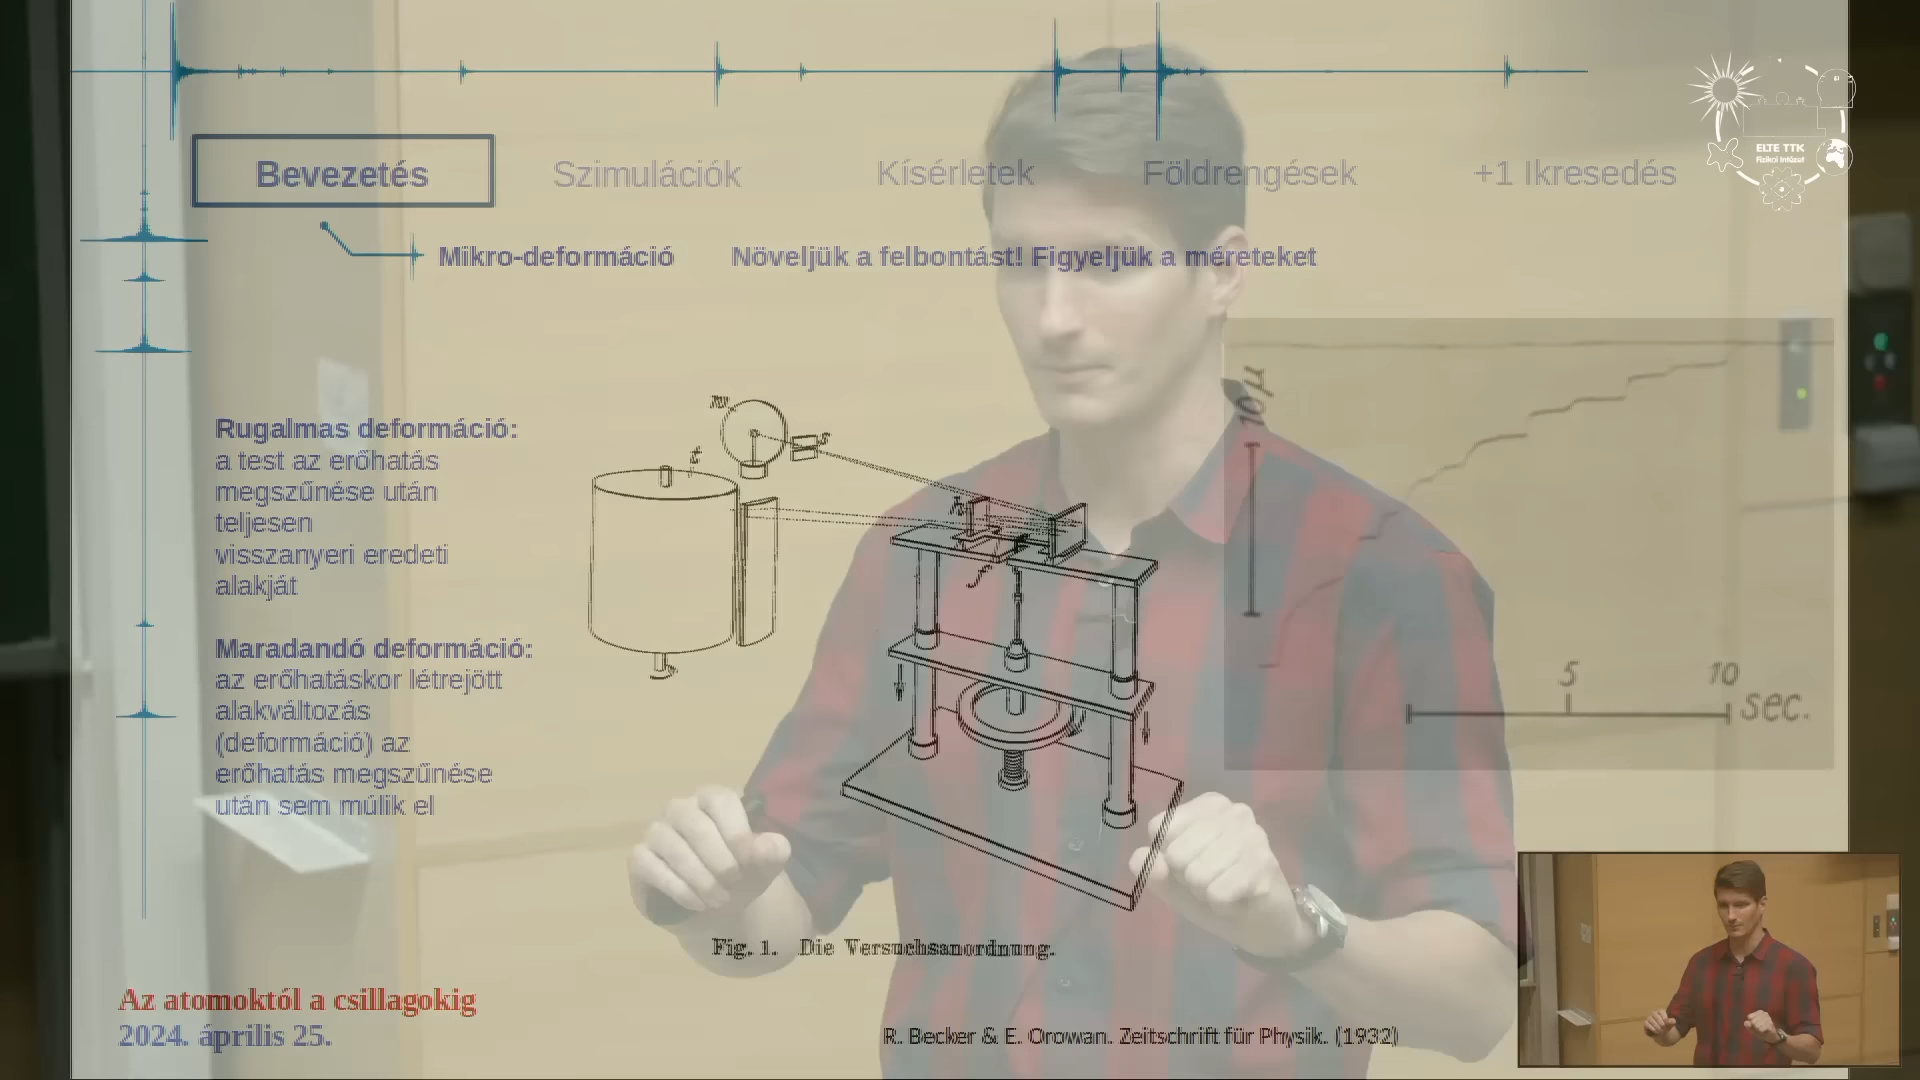 Bevezetés
Szimulációk
Kísérletek
Földrengések
+1 Ikresedés
ELTE TTK
Fizikai Intézet
Mikro-deformáció
Növeljük a felbontást! Figyeljük a méreteket
Rugalmas deformáció:
a test az erőhatás
megszűnése után
teljesen
visszanyeri eredeti
alakját
Maradandó deformáció:
az erőhatáskor létrejött
alakváltozás
(deformáció) az
erőhatás megszűnése
után sem múlik el
m
s
t
h
f
10 μ
5
10
sec.
Fig. 1. Die Versuchsanordnung.
Az atomoktól a csillagokig
2024. április 25.
R. Becker & E. Orowan. Zeitschrift für Physik. (1932)